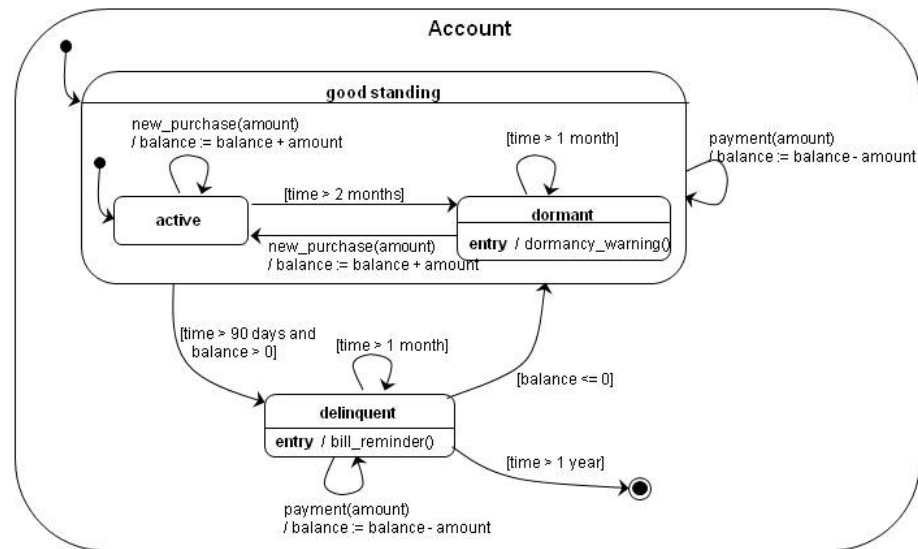 Account
good standing
new_purchase(amount)
/ balance := balance + amount
[time > 1 month]
payment(amount)
/ balance := balance - amount
active
[time > 2 months]
dormant
entry / dormancy_warning()
new_purchase(amount)
/ balance := balance + amount
[time > 90 days and
balance > 0]
[time > 1 month]
[balance <= 0]
delinquent
entry / bill_reminder()
[time > 1 year]
payment(amount)
/ balance := balance - amount